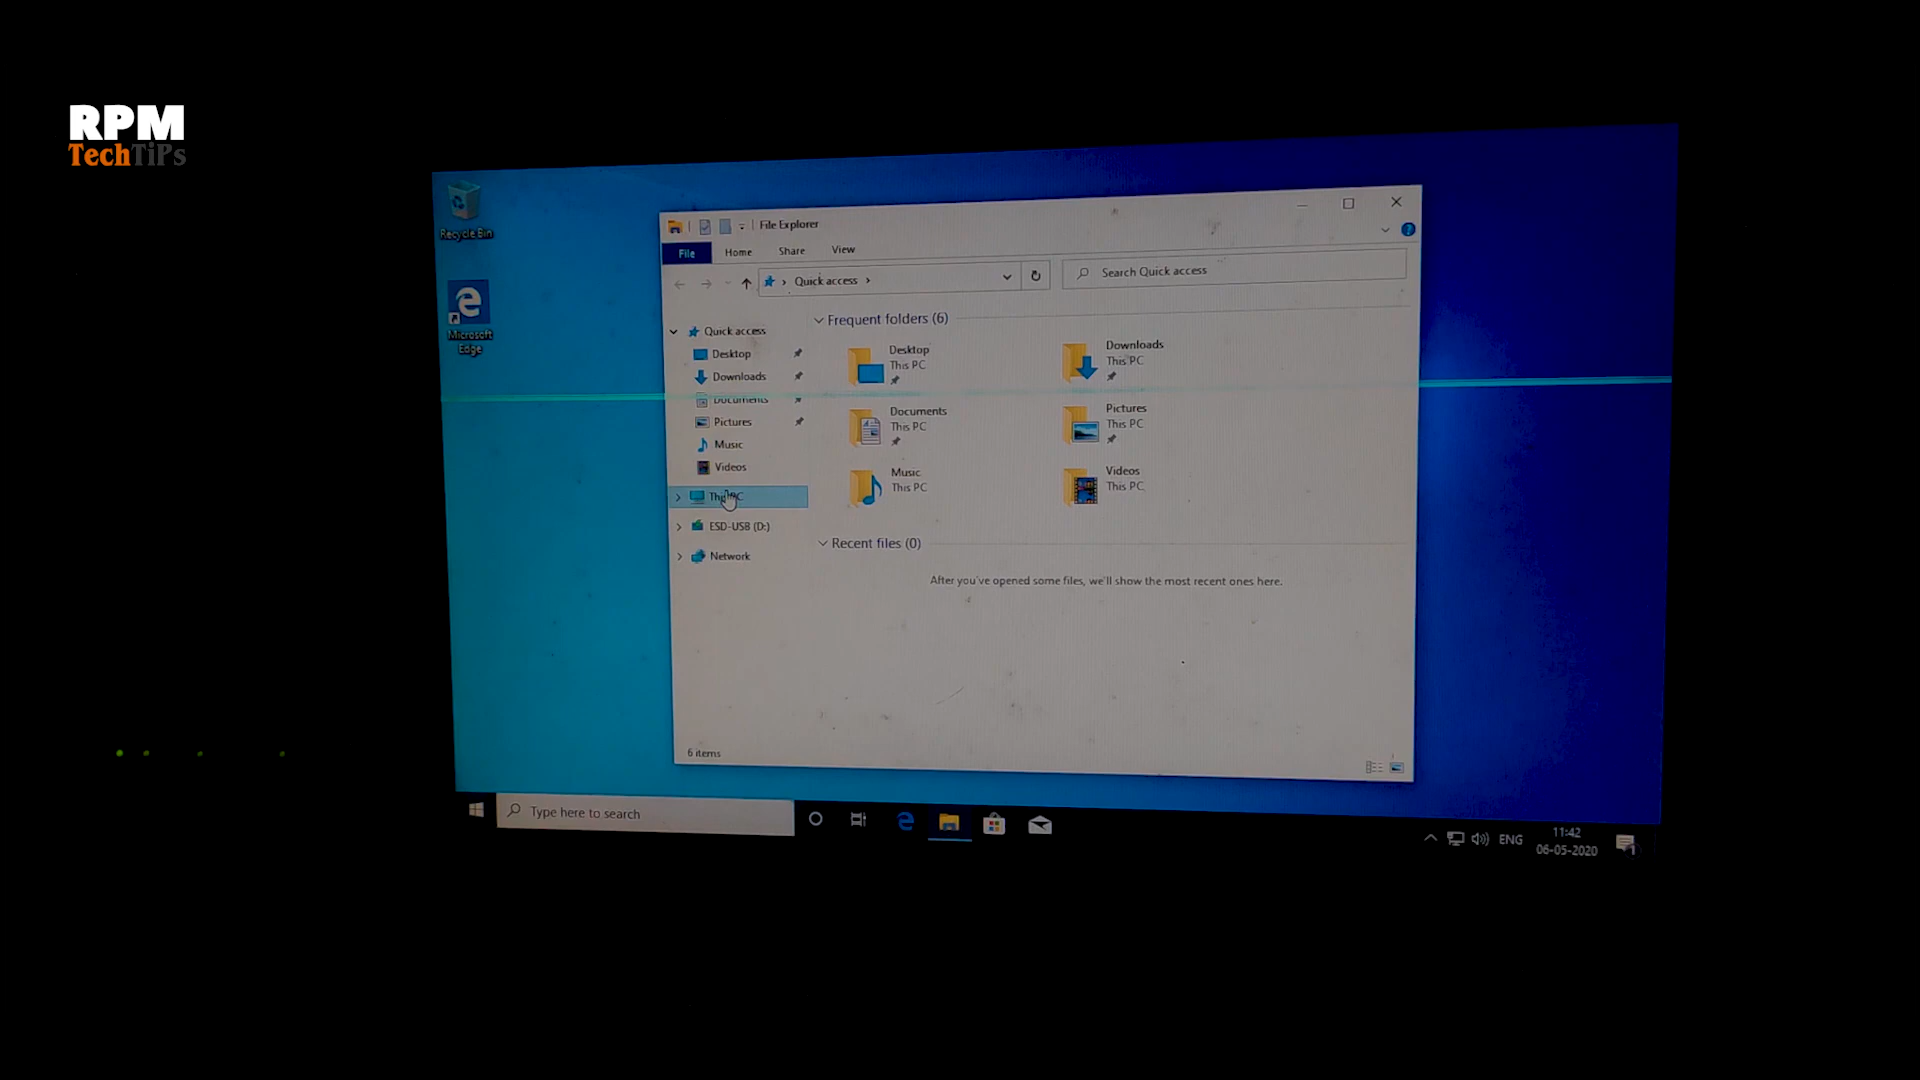 RPM
TechTiPs
Recycle Bin
Microsoft
Edge
File Explorer
File
Home
Share
View
Quick access
Search Quick access
Quick access
Desktop
Downloads
Documents
Pictures
Music
Videos
This PC
ESD-USB (D:)
Network
Frequent folders (6)
Desktop
This PC
Downloads
This PC
Documents
This PC
Pictures
This PC
Music
This PC
Videos
This PC
Recent files (0)
After you've opened some files, we'll show the most recent ones here.
6 items
Type here to search
ENG
11:42
06-05-2020
1